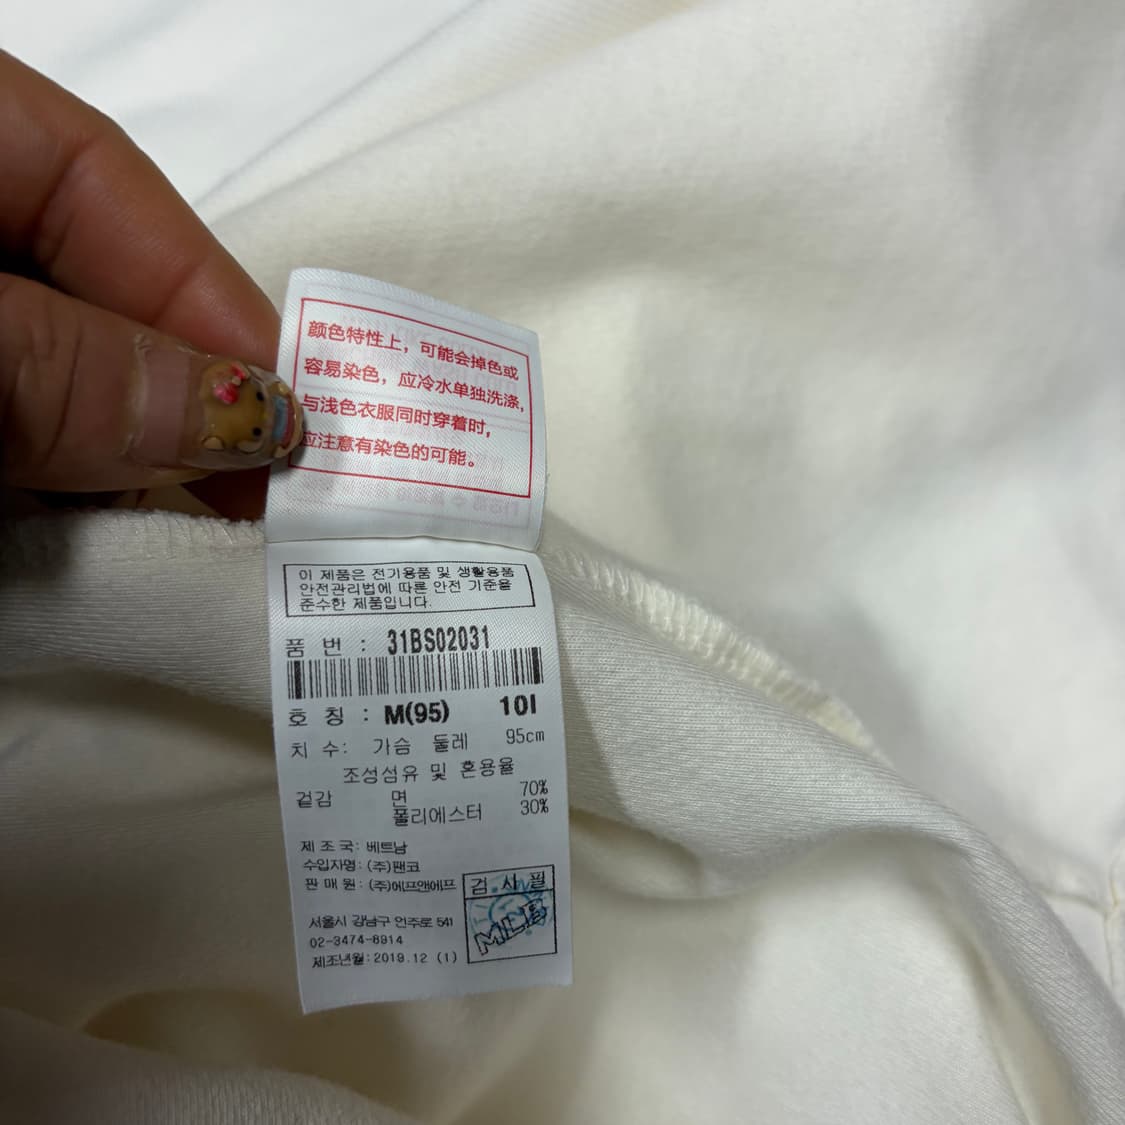 颜色特性上，可能会掉色或
容易染色，应冷水单独洗涤，
与浅色衣服同时穿着时，
应注意有染色的可能。
이 제품은 전기용품 및 생활용품
안전관리법에 따른 안전 기준을
준수한 제품입니다.
품 번 : 31BS02031
호 칭 : M(95) 10I
치 수: 가슴 둘레 95cm
조성섬유 및 혼용율
겉감 면 70%
폴리에스터 30%
제 조 국: 베트남
수입자명: (주)팬코
판 매 원: (주)에프앤에프
검 사 필
MLB
서울시 강남구 언주로 541
02-3474-8914
제조년월: 2019.12 (1)